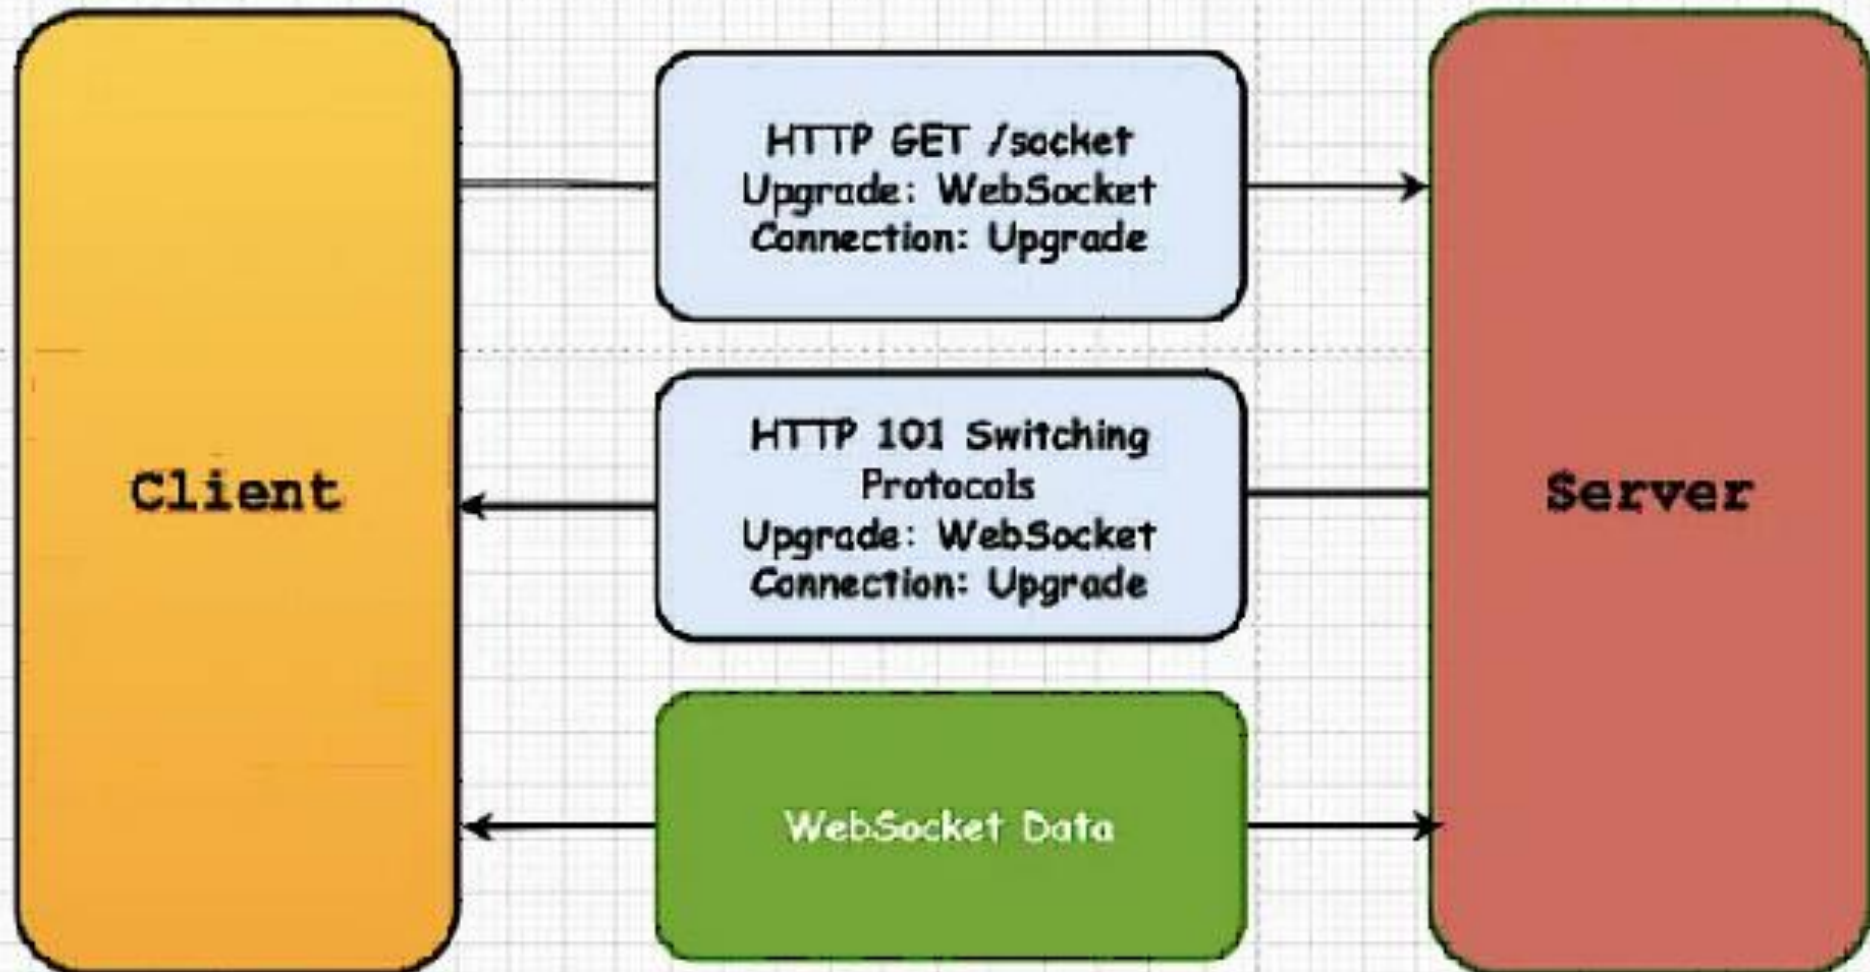 HTTP GET /socket
Upgrade: WebSocket
Connection: Upgrade
Client
HTTP 101 Switching
Protocols
Upgrade: WebSocket
Connection: Upgrade
Server
WebSocket Data